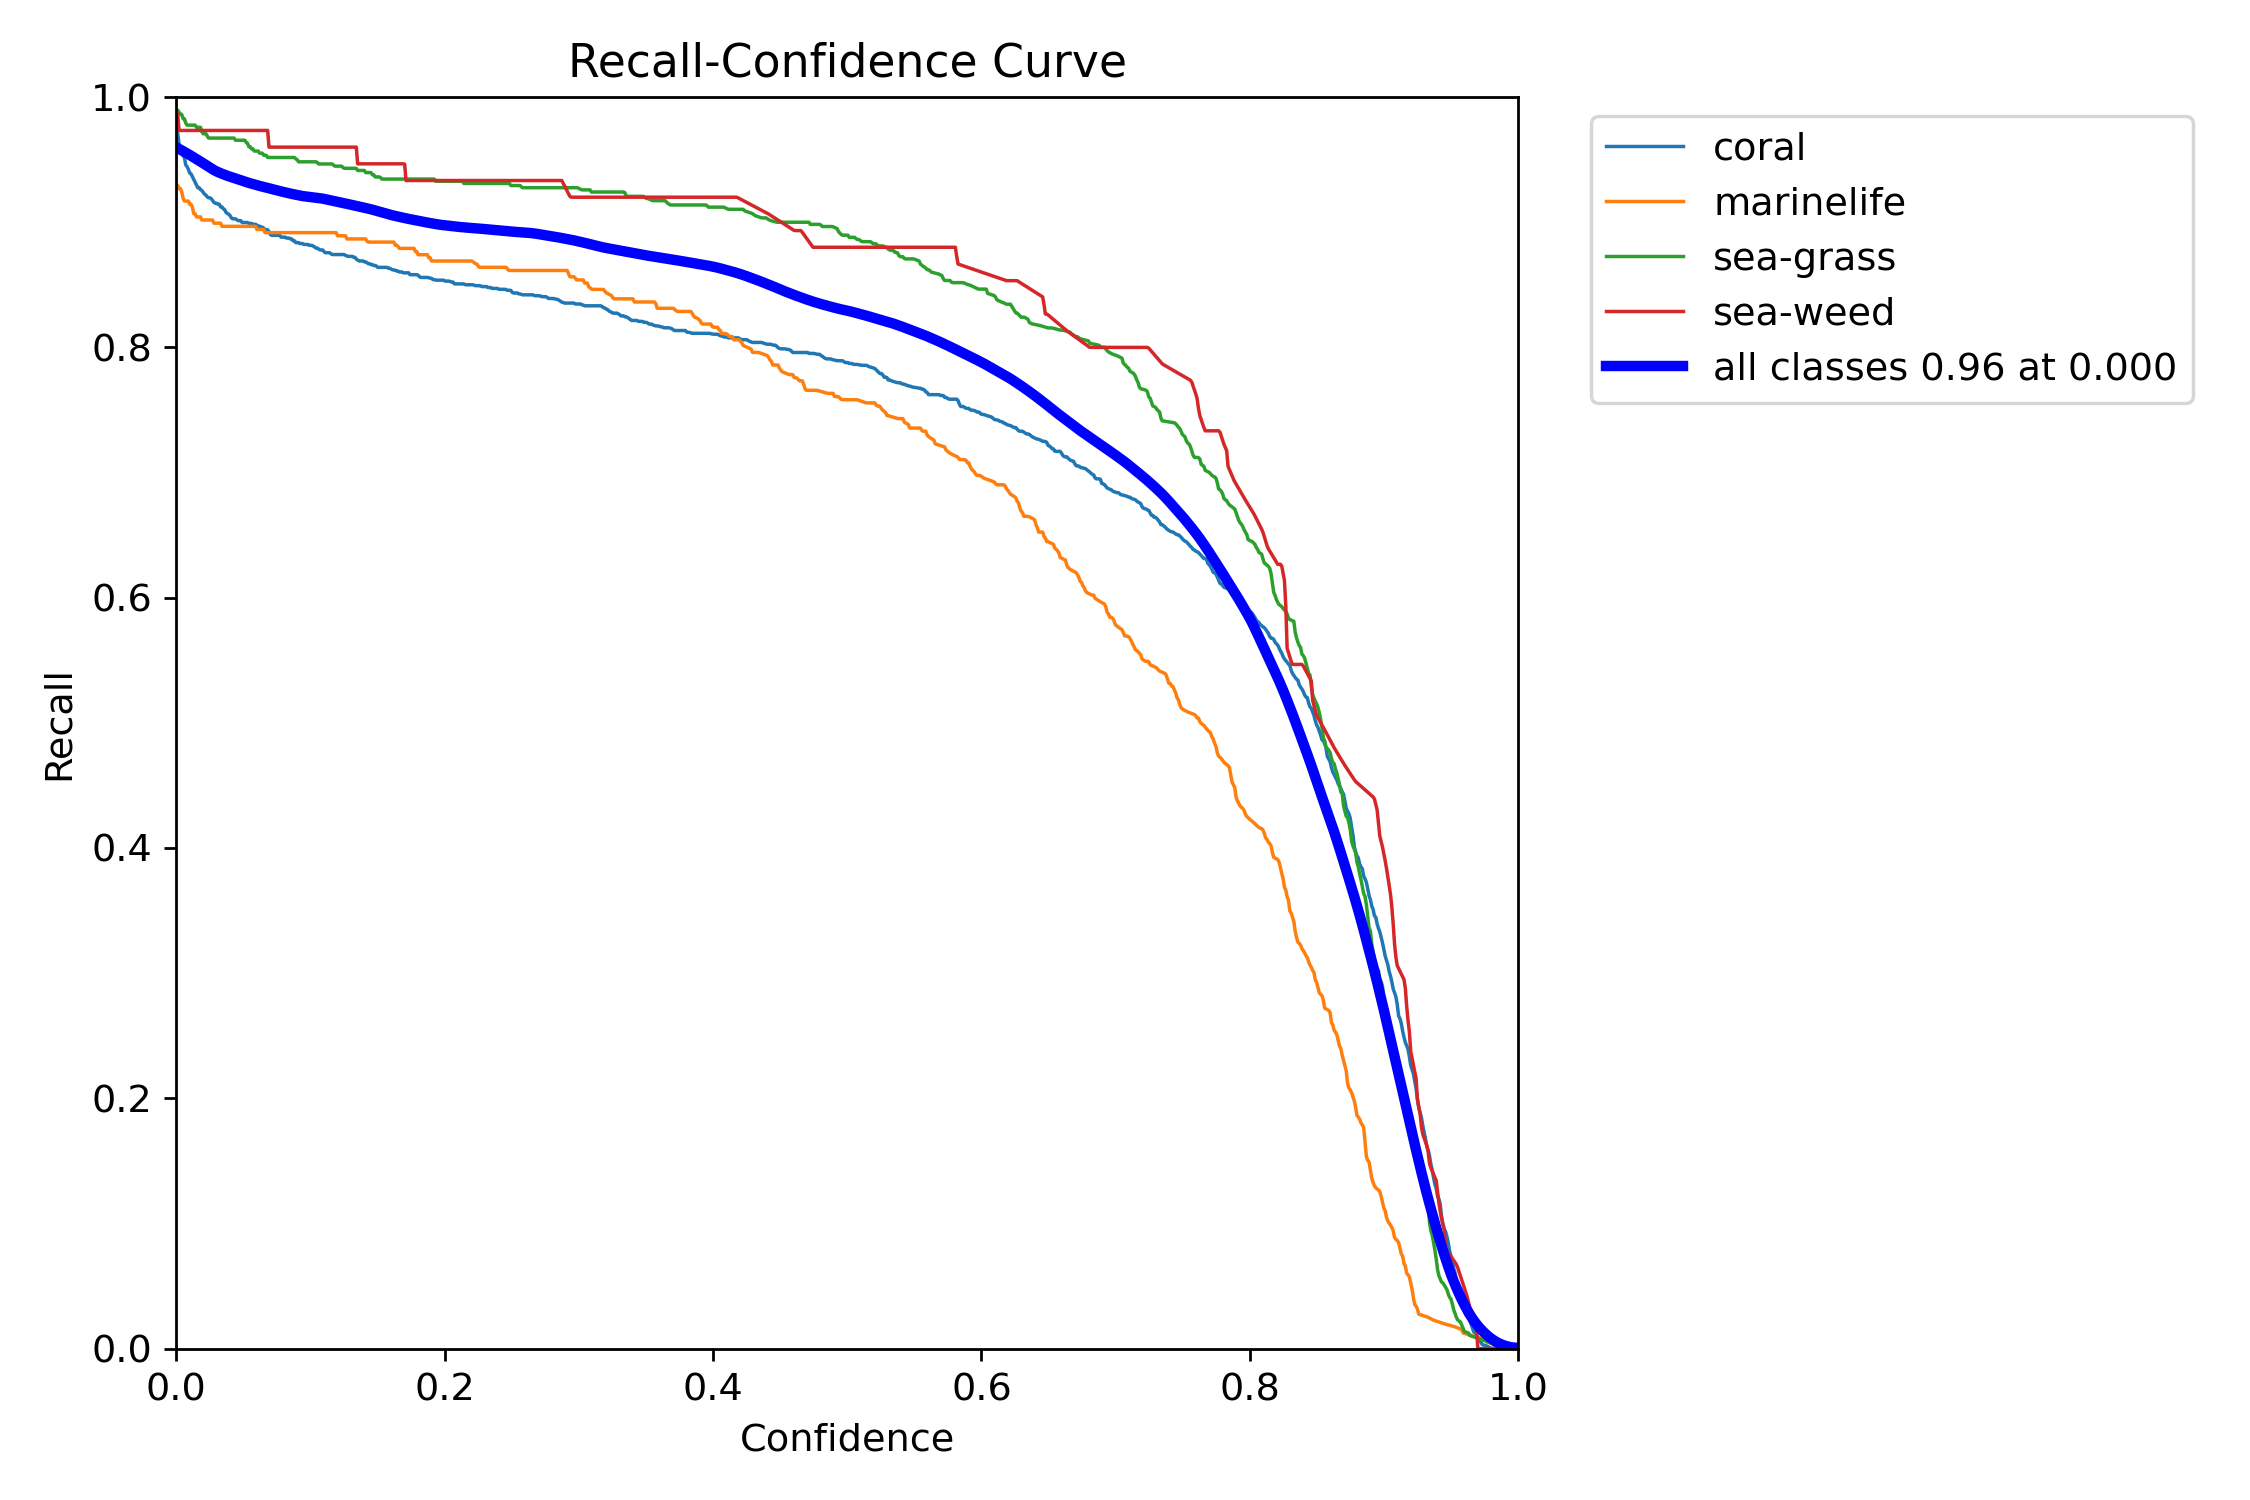 Recall-Confidence Curve
1.0
0.8
0.6
0.4
0.2
0.0
Recall
0.0 0.2 0.4 0.6 0.8 1.0
Confidence
coral
marinelife
sea-grass
sea-weed
all classes 0.96 at 0.000